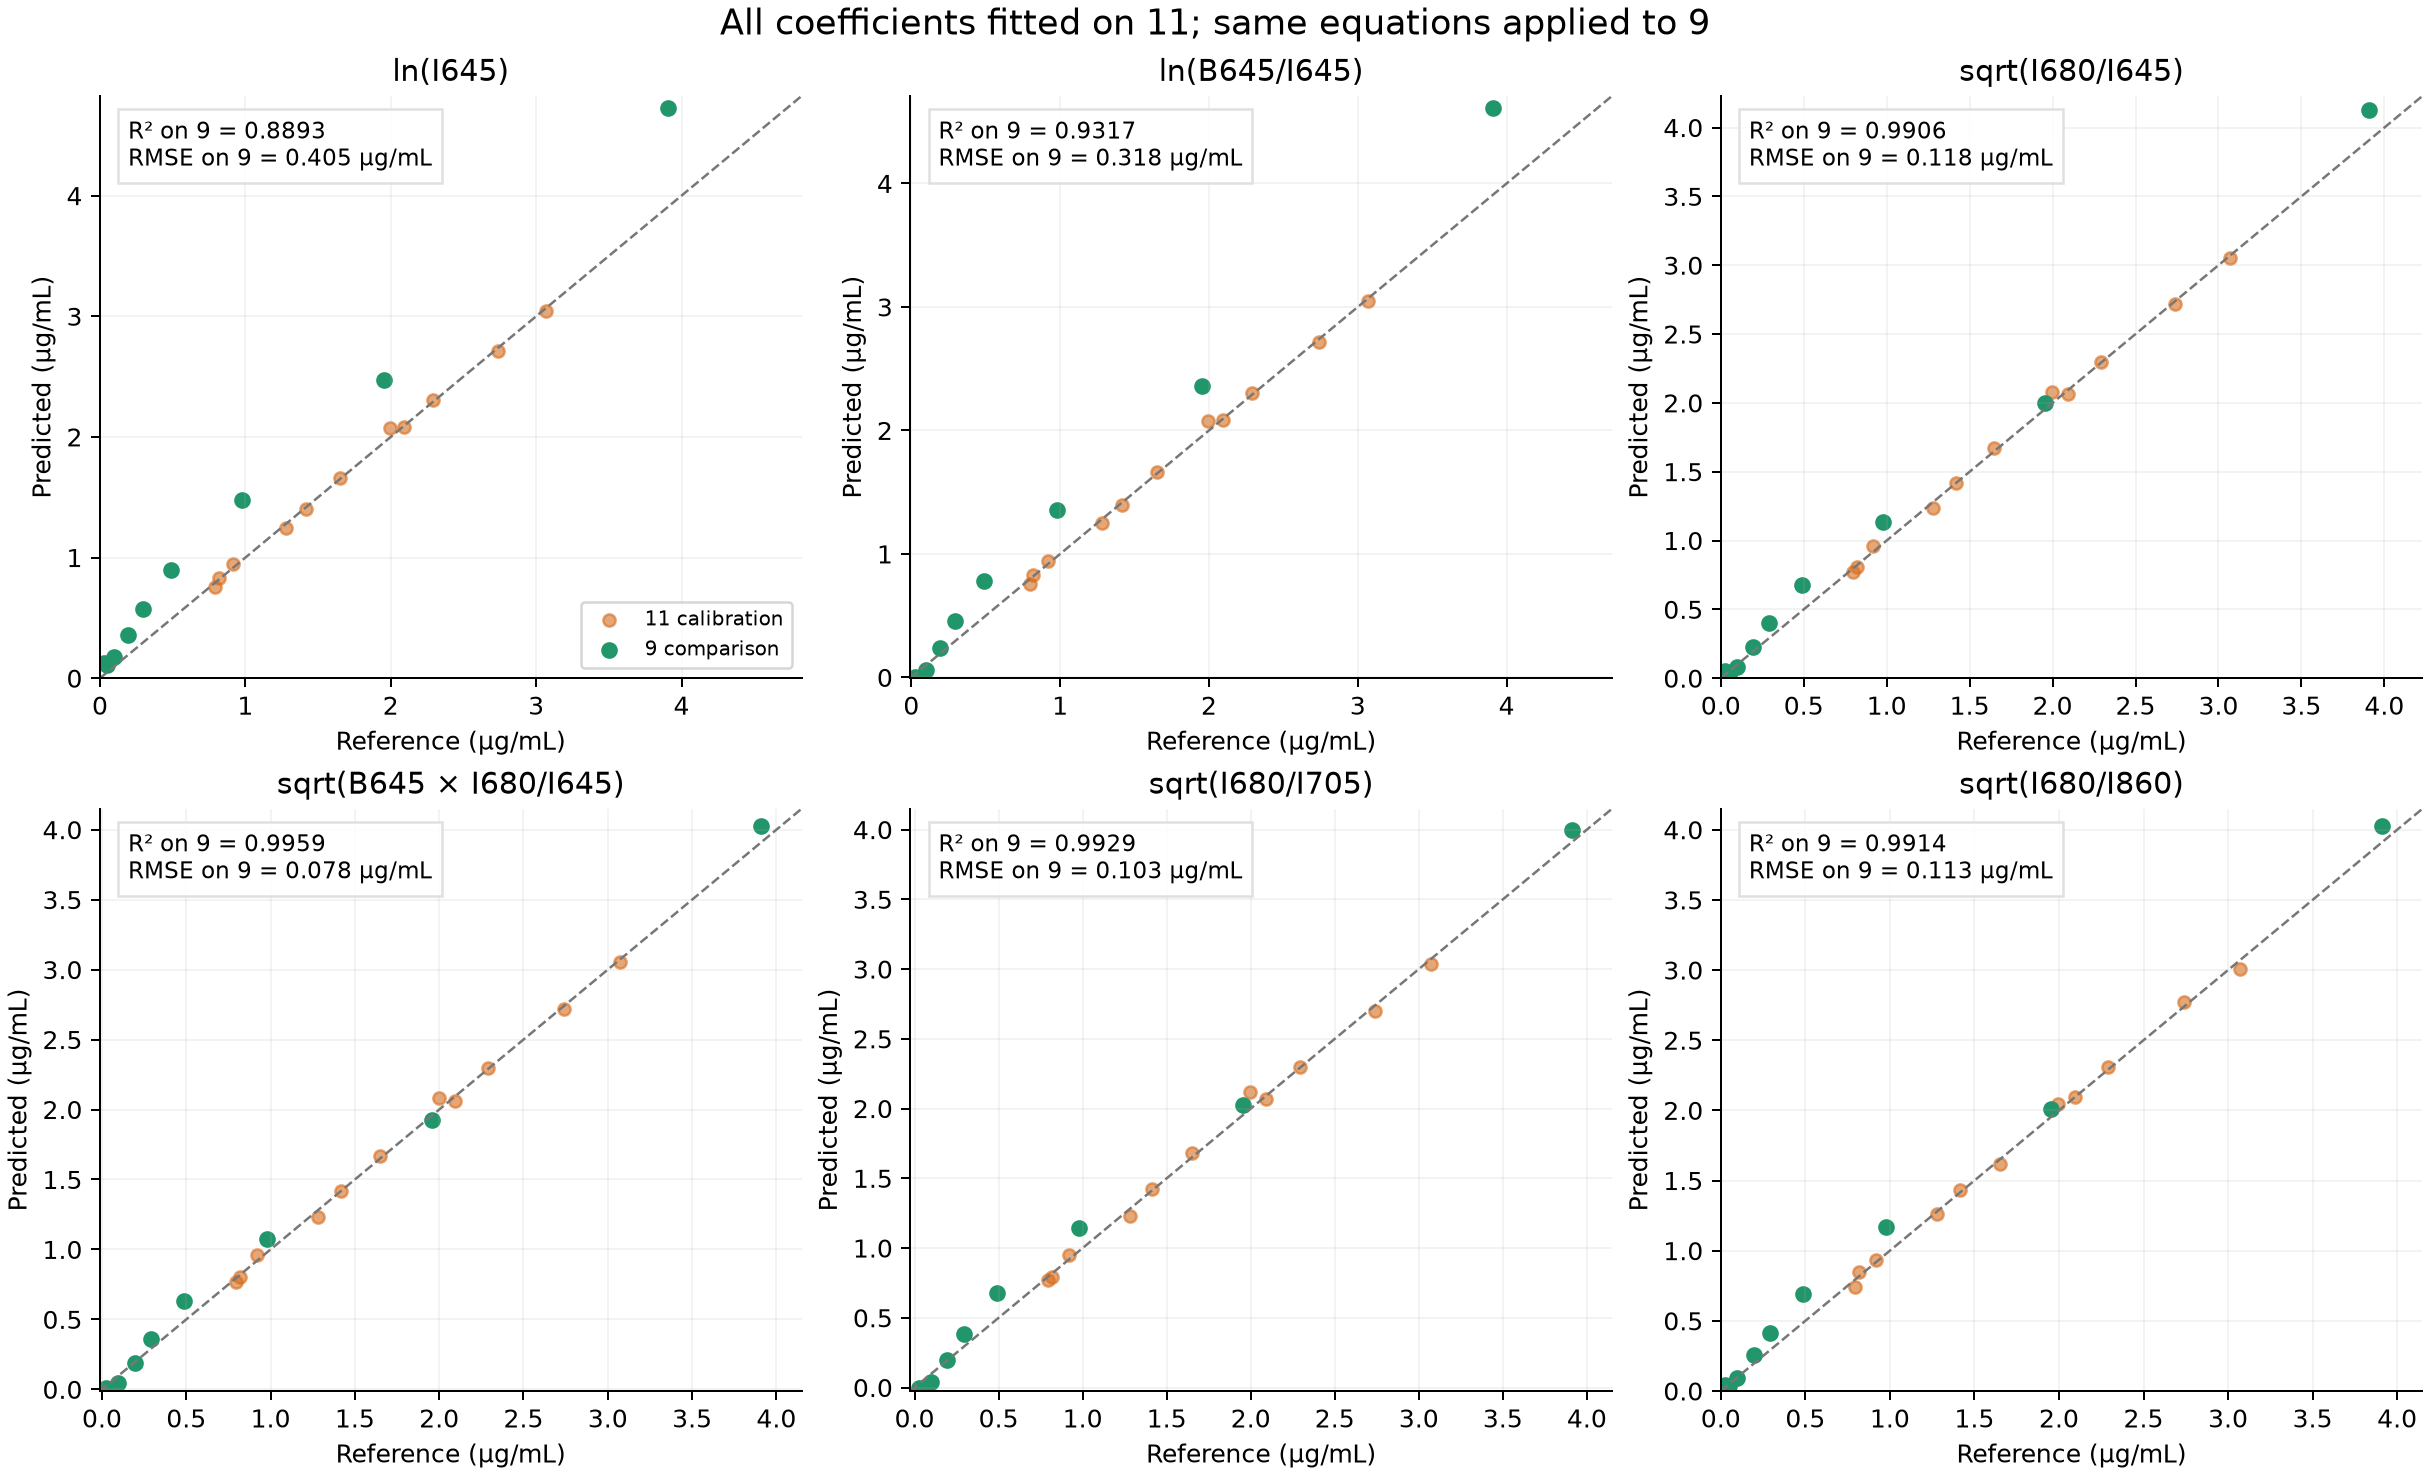 All coefficients fitted on 11; same equations applied to 9
ln(I645)
R² on 9 = 0.8893
RMSE on 9 = 0.405 µg/mL
4
3
2
1
0
Predicted (µg/mL)
11 calibration
9 comparison
0 1 2 3 4
Reference (µg/mL)
ln(B645/I645)
R² on 9 = 0.9317
RMSE on 9 = 0.318 µg/mL
4
3
2
1
0
Predicted (µg/mL)
0 1 2 3 4
Reference (µg/mL)
sqrt(I680/I645)
R² on 9 = 0.9906
RMSE on 9 = 0.118 µg/mL
4.0
3.5
3.0
2.5
2.0
1.5
1.0
0.5
0.0
Predicted (µg/mL)
0.0 0.5 1.0 1.5 2.0 2.5 3.0 3.5 4.0
Reference (µg/mL)
sqrt(B645 × I680/I645)
R² on 9 = 0.9959
RMSE on 9 = 0.078 µg/mL
4.0
3.5
3.0
2.5
2.0
1.5
1.0
0.5
0.0
Predicted (µg/mL)
0.0 0.5 1.0 1.5 2.0 2.5 3.0 3.5 4.0
Reference (µg/mL)
sqrt(I680/I705)
R² on 9 = 0.9929
RMSE on 9 = 0.103 µg/mL
4.0
3.5
3.0
2.5
2.0
1.5
1.0
0.5
0.0
Predicted (µg/mL)
0.0 0.5 1.0 1.5 2.0 2.5 3.0 3.5 4.0
Reference (µg/mL)
sqrt(I680/I860)
R² on 9 = 0.9914
RMSE on 9 = 0.113 µg/mL
4.0
3.5
3.0
2.5
2.0
1.5
1.0
0.5
0.0
Predicted (µg/mL)
0.0 0.5 1.0 1.5 2.0 2.5 3.0 3.5 4.0
Reference (µg/mL)